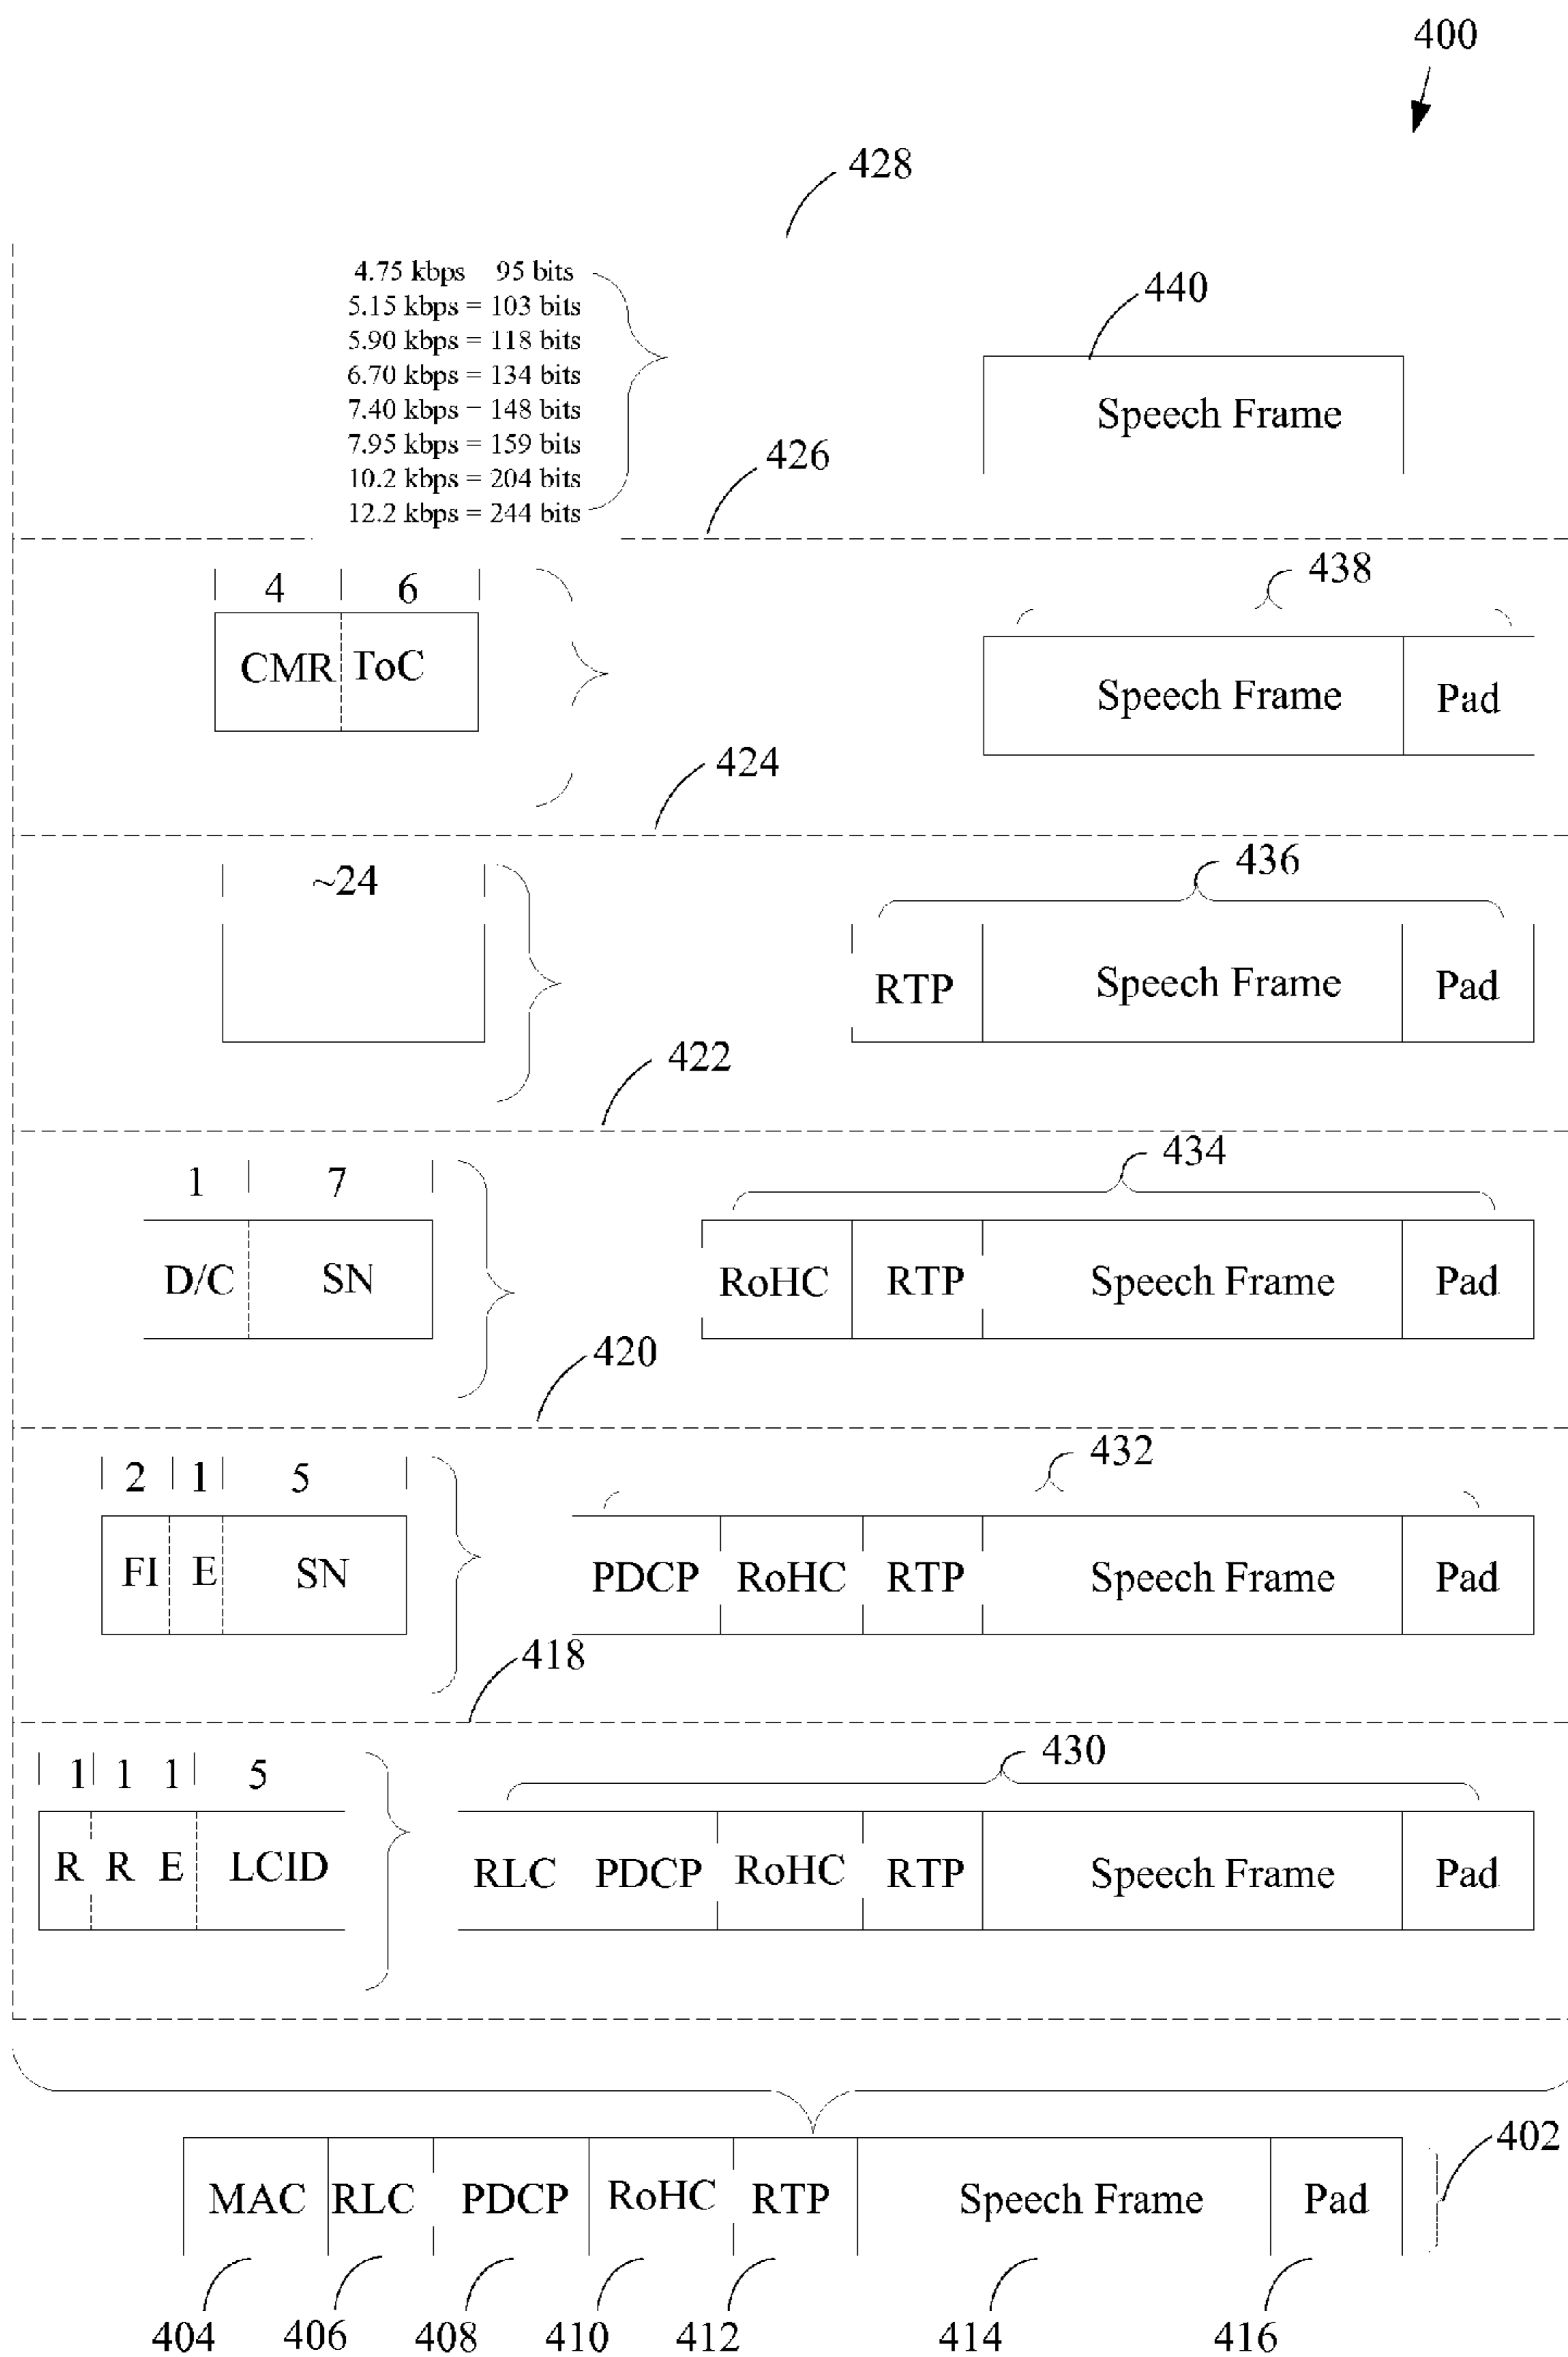 400
428
4.75 kbps 95 bits
5.15 kbps = 103 bits
5.90 kbps = 118 bits
6.70 kbps = 134 bits
7.40 kbps = 148 bits
7.95 kbps = 159 bits
10.2 kbps = 204 bits
12.2 kbps = 244 bits
440
Speech Frame
426
4 6
CMR ToC
438
Speech Frame Pad
424
~24
436
RTP Speech Frame Pad
422
1 7
D/C SN
434
RoHC RTP Speech Frame Pad
420
2 1 5
FI E SN
432
PDCP RoHC RTP Speech Frame Pad
418
1 1 1 5
R R E LCID
430
RLC PDCP RoHC RTP Speech Frame Pad
402
MAC RLC PDCP RoHC RTP Speech Frame Pad
404 406 408 410 412 414 416